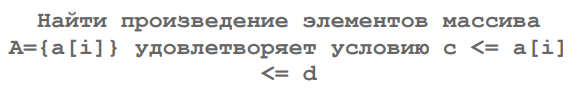 Найти произведение элементов массива
A={a[i]} удовлетворяет условию c <= a[i]
<= d